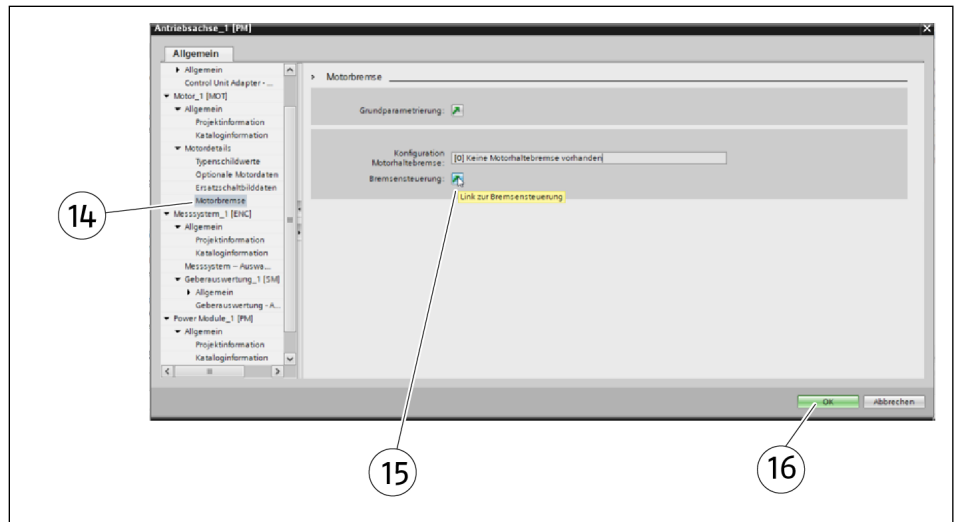 Antriebsachse_1 [PM]
Allgemein
Allgemein
Control Unit Adapter - ...
Motor_1 [MOT]
Allgemein
Projektinformation
Kataloginformation
Motordetails
Typenschildwerte
Optionale Motordaten
Ersatzschaltbilddaten
Motorbremse
Messsystem_1 [ENC]
Allgemein
Projektinformation
Kataloginformation
Messsystem – Auswa...
Geberauswertung_1 [SM]
Allgemein
Geberauswertung - A...
Power Module_1 [PM]
Allgemein
Projektinformation
Kataloginformation
Motorbremse
Grundparametrierung:
Konfiguration
Motorhaltebremse:
[0] Keine Motorhaltebremse vorhanden
Bremsensteuerung:
Link zur Bremsensteuerung
OK
Abbrechen
14
15
16